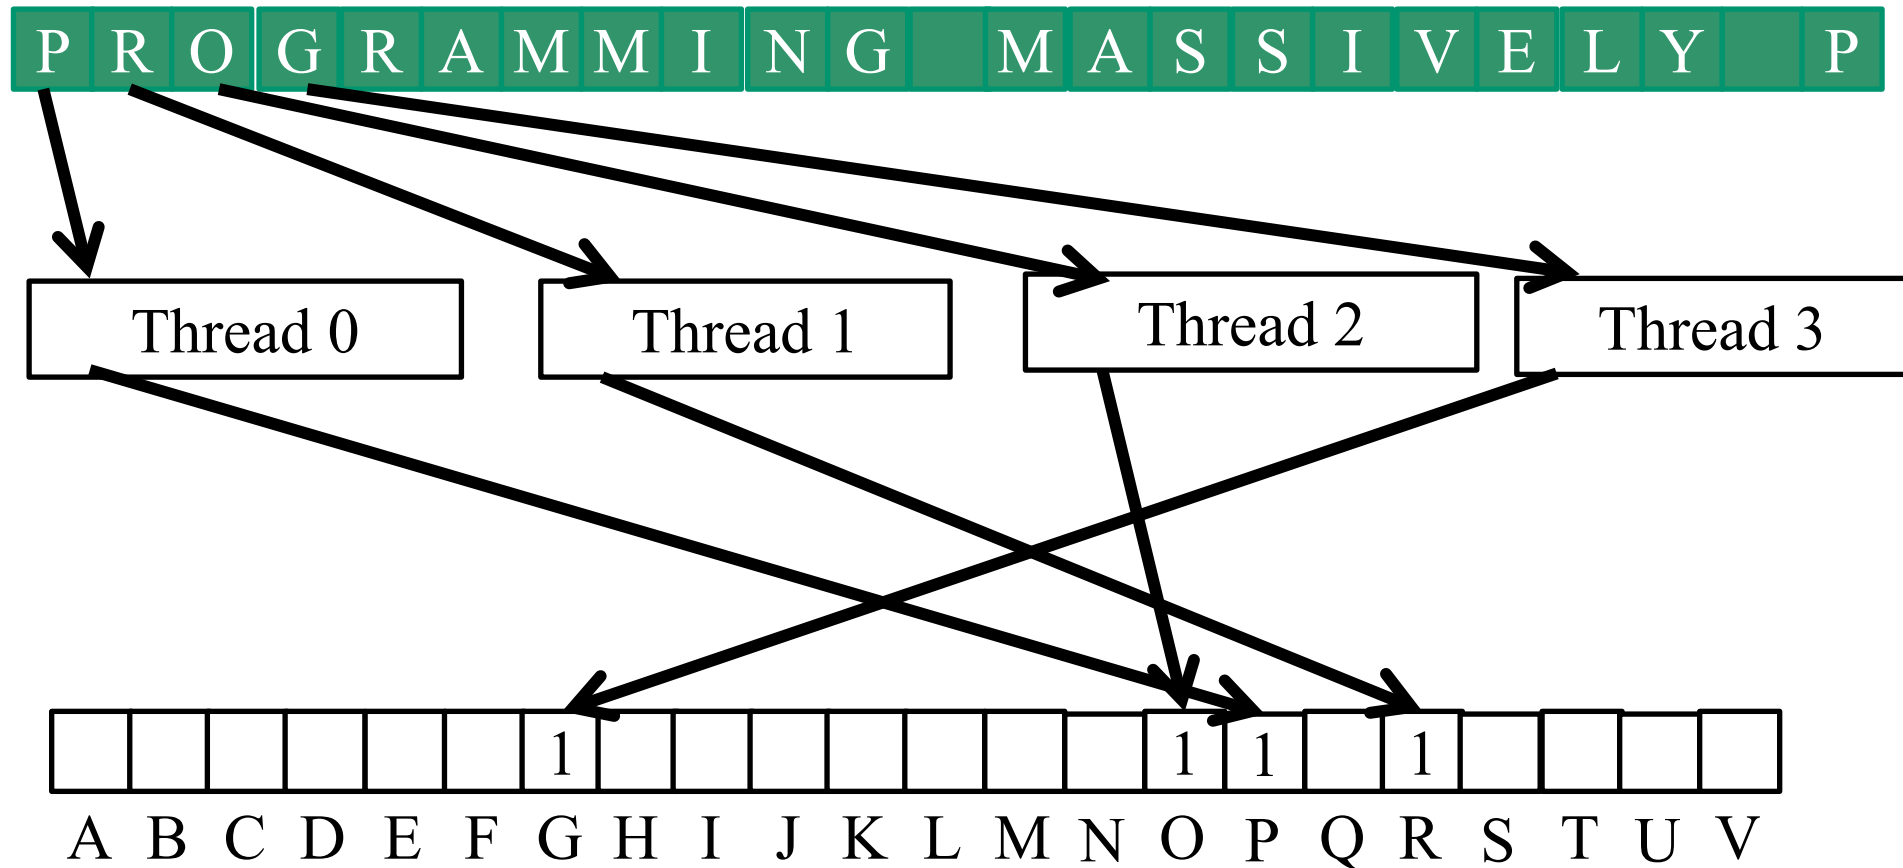 P R O G R A M M I N G M A S S I V E L Y P
Thread 0 Thread 1 Thread 2 Thread 3
1 1 1 1
A B C D E F G H I J K L M N O P Q R S T U V